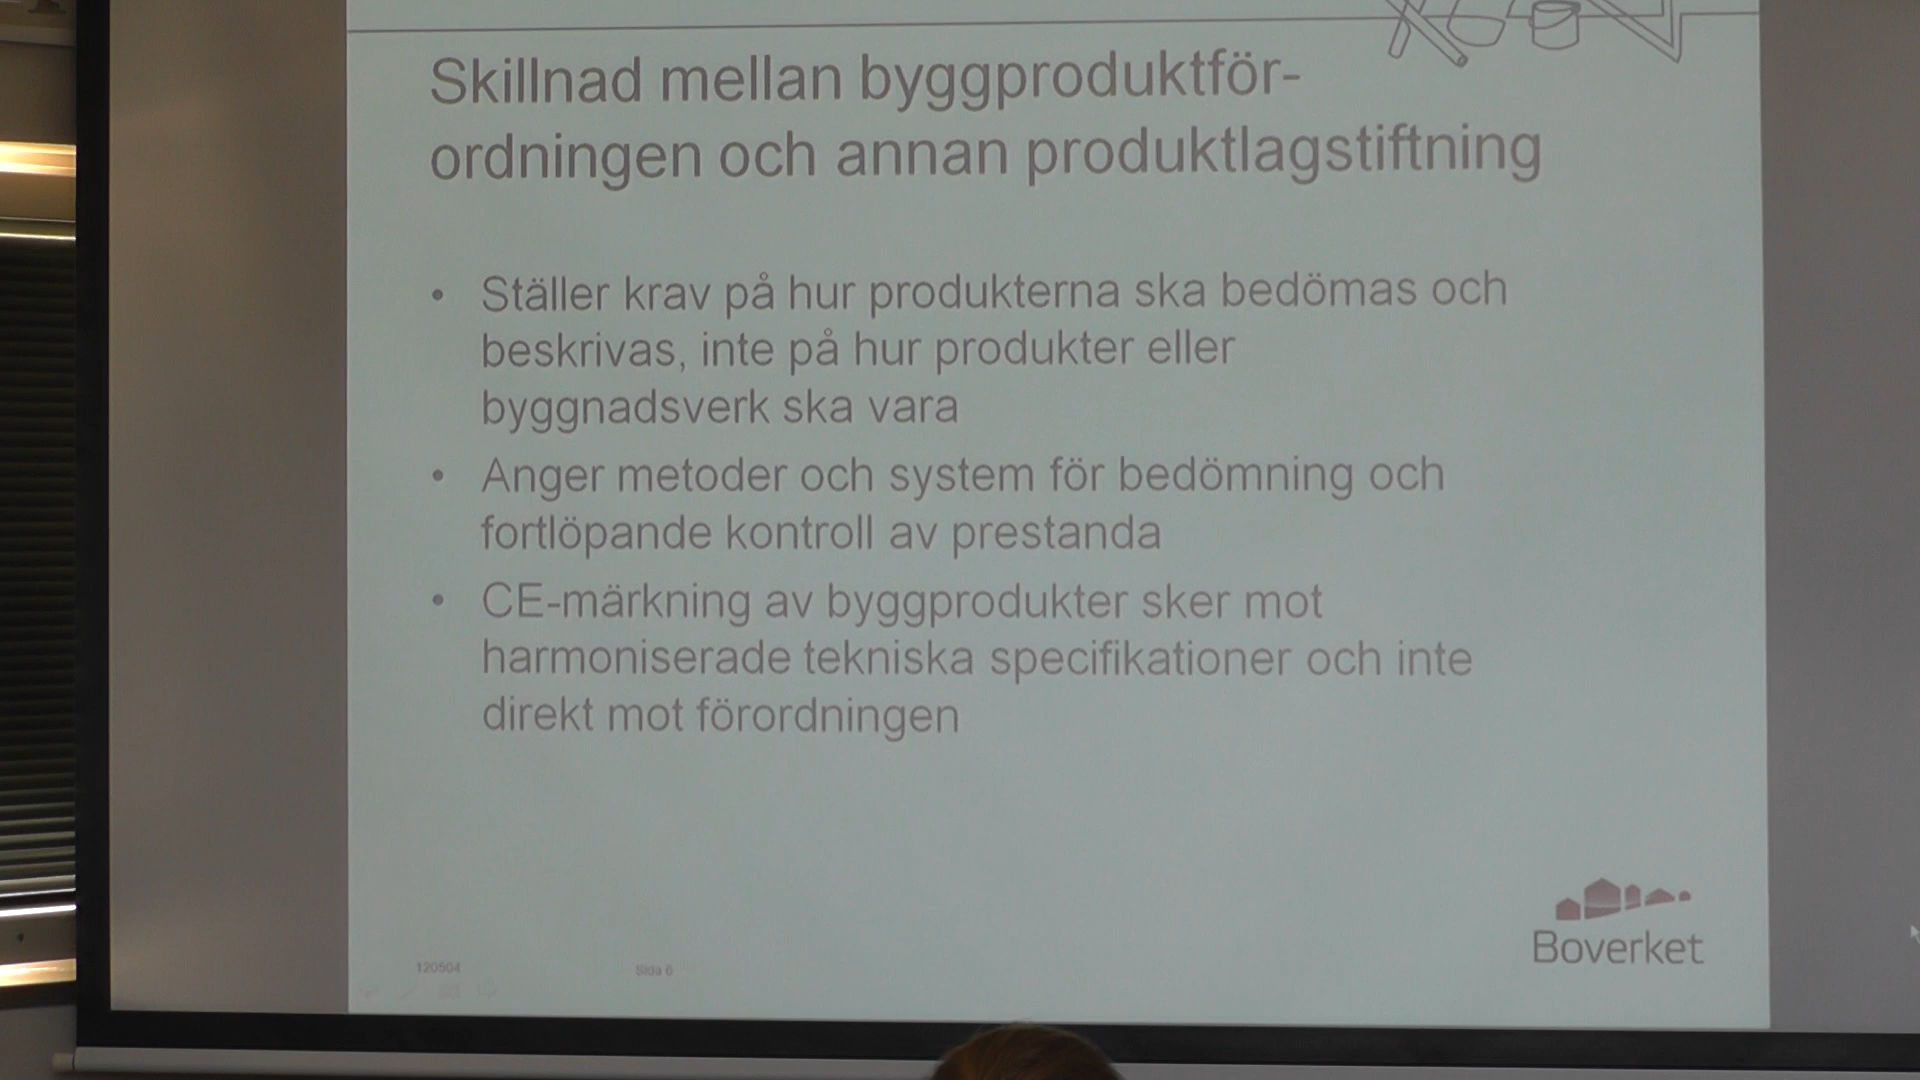 Skillnad mellan byggproduktför-
ordningen och annan produktlagstiftning
• Ställer krav på hur produkterna ska bedömas och
beskrivas, inte på hur produkter eller
byggnadsverk ska vara
• Anger metoder och system för bedömning och
fortlöpande kontroll av prestanda
• CE-märkning av byggprodukter sker mot
harmoniserade tekniska specifikationer och inte
direkt mot förordningen
Boverket
120504
Sida 6